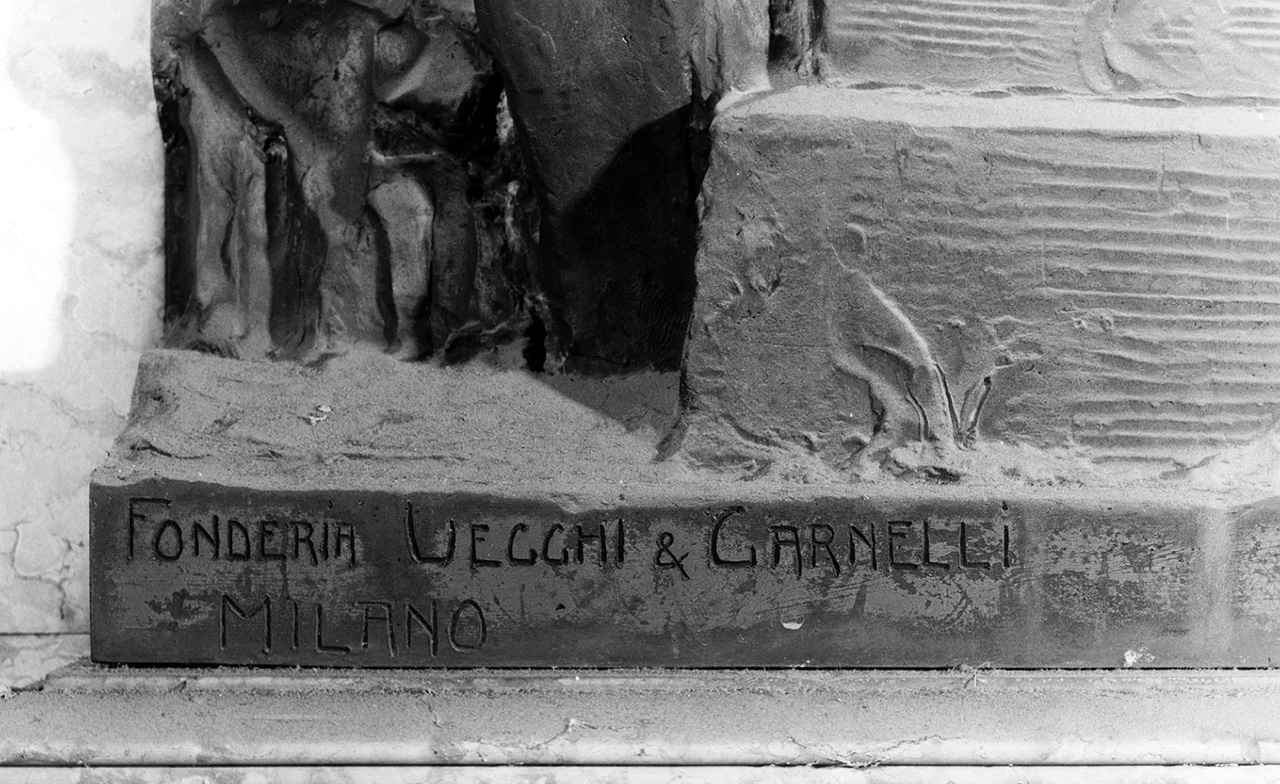 FONDERIA VECCHI & CARNELLI
MILANO